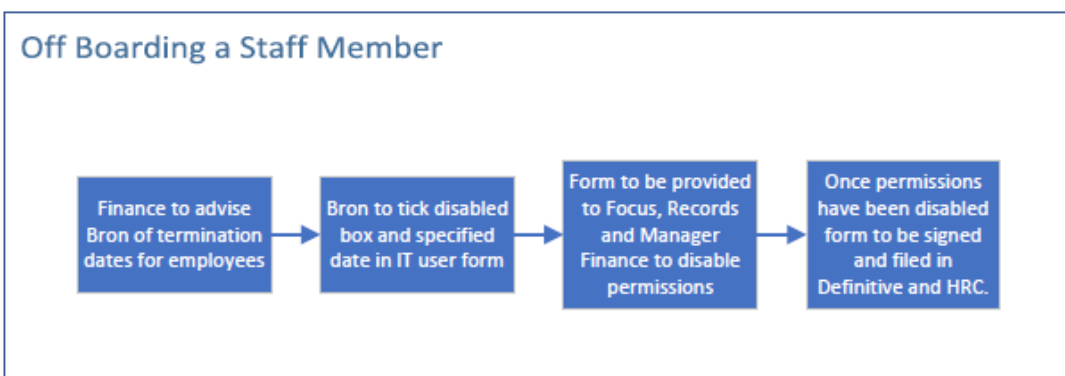 Off Boarding a Staff Member
Finance to advise
Bron of termination
dates for employees
Bron to tick disabled
box and specified
date in IT user form
Form to be provided
to Focus, Records
and Manager
Finance to disable
permissions
Once permissions
have been disabled
form to be signed
and filed in
Definitive and HRC.